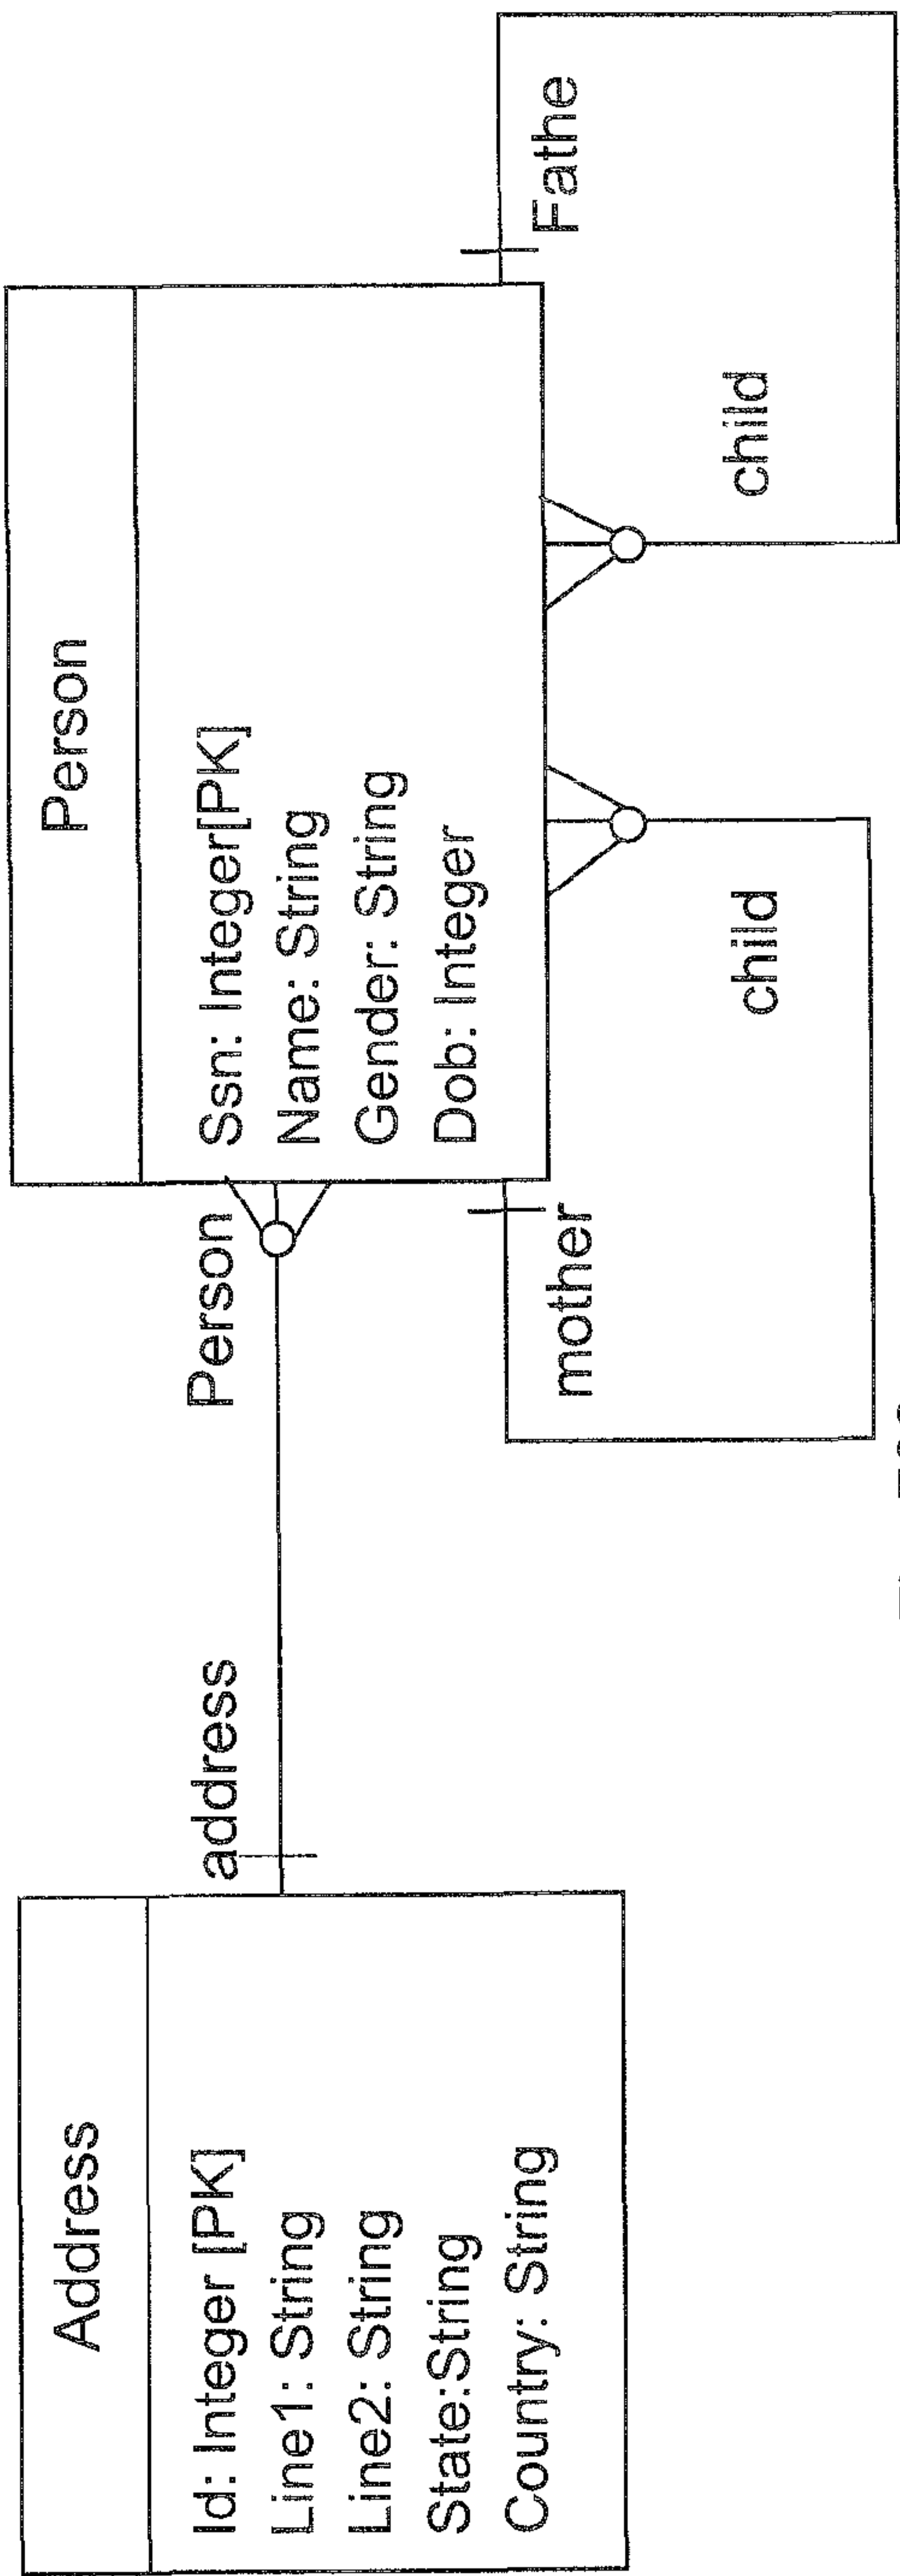 Address
Id: Integer [PK]
Line1: String
Line2: String
State:String
Country: String
address
Person
Person
Ssn: Integer[PK]
Name: String
Gender: String
Dob: Integer
mother
child
child
Fathe